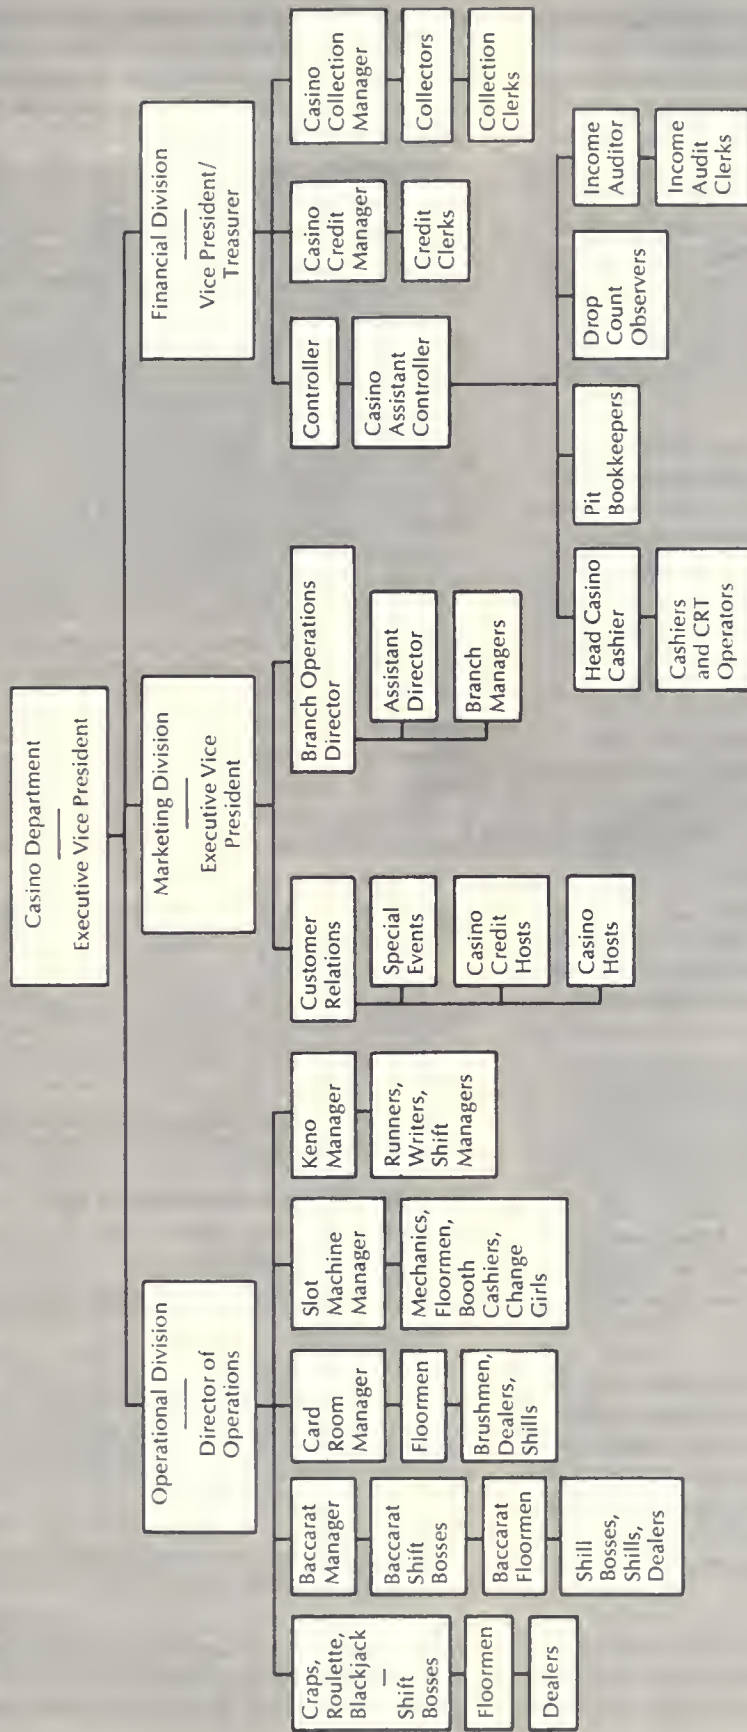 Casino Department
Executive Vice President
Operational Division
Director of
Operations
Marketing Division
Executive Vice
President
Financial Division
Vice President/
Treasurer
Craps,
Roulette,
Blackjack
—
Shift
Bosses
Floormen
Dealers
Baccarat
Manager
Baccarat
Shift
Bosses
Baccarat
Floormen
Shill
Bosses,
Shills,
Dealers
Card
Room
Manager
Floormen
Brushmen,
Dealers,
Shills
Slot
Machine
Manager
Mechanics,
Floormen,
Booth
Cashiers,
Change
Girls
Keno
Manager
Runners,
Writers,
Shift
Managers
Customer
Relations
Special
Events
Casino
Credit
Hosts
Casino
Hosts
Branch Operations
Director
Assistant
Director
Branch
Managers
Controller
Casino
Assistant
Controller
Head Casino
Cashier
Cashiers
and CRT
Operators
Pit
Bookkeepers
Drop
Count
Observers
Income
Auditor
Income
Audit
Clerks
Casino
Credit
Manager
Credit
Clerks
Casino
Collection
Manager
Collectors
Collection
Clerks